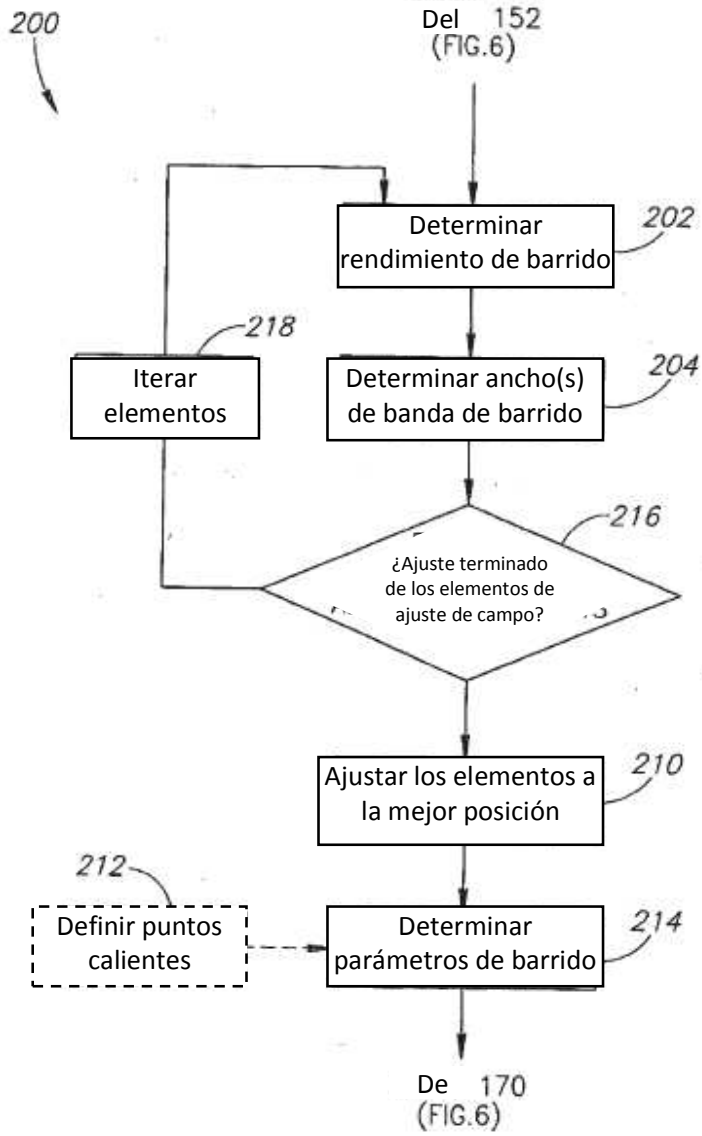 200
Del 152
(FIG.6)
Determinar
rendimiento de barrido
202
218
Iterar
elementos
Determinar ancho(s)
de banda de barrido
204
216
¿Ajuste terminado
de los elementos de
ajuste de campo?
Ajustar los elementos a
la mejor posición
210
212
Definir puntos
calientes
Determinar
parámetros de barrido
214
De 170
(FIG.6)